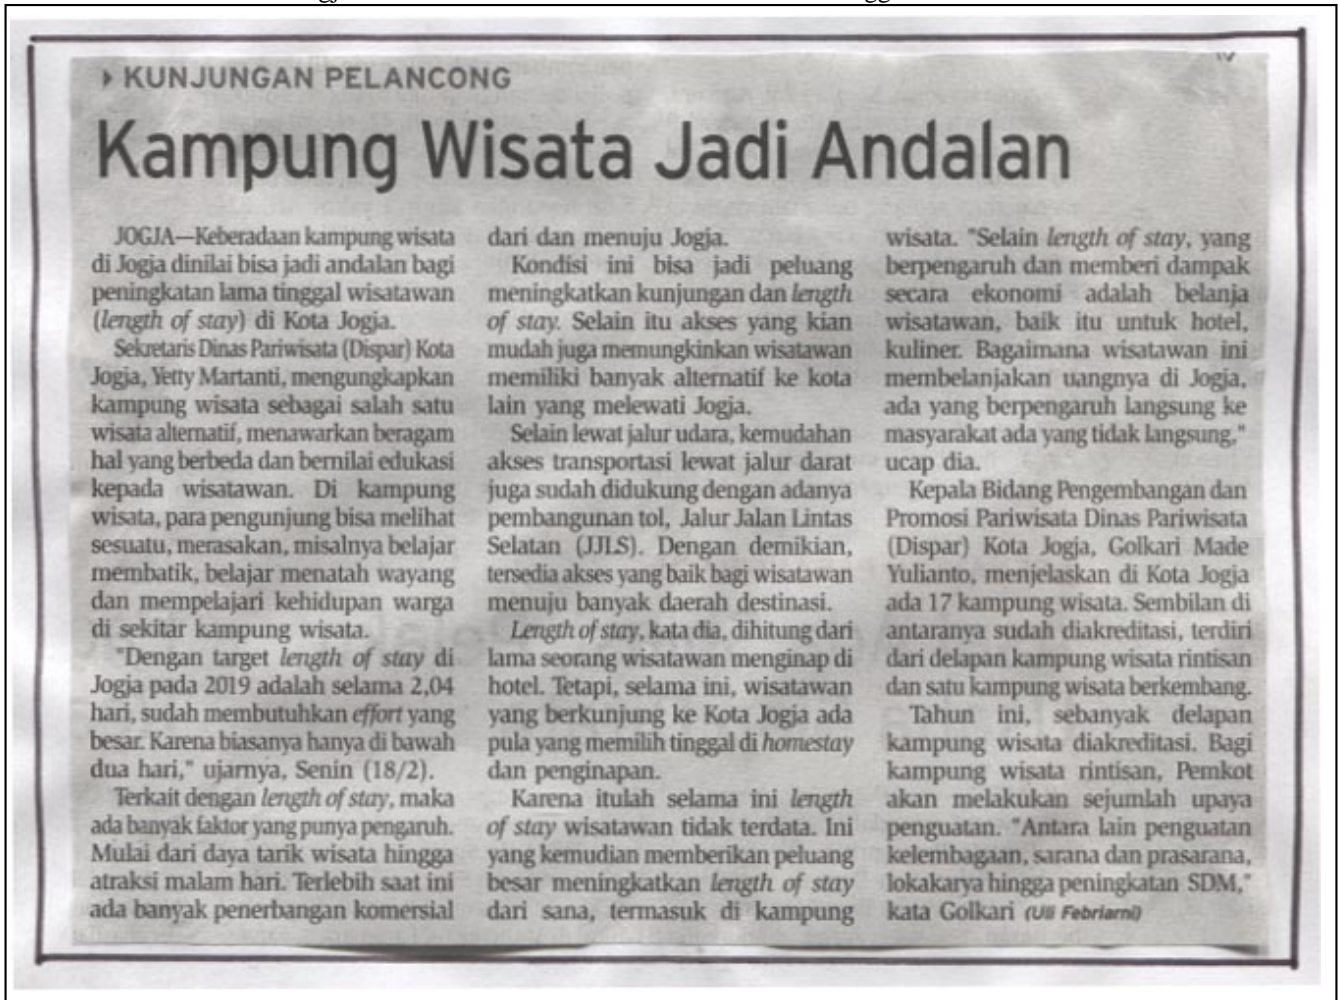 KUNJUNGAN PELANCONG
Kampung Wisata Jadi Andalan
JOGJA—Keberadaan kampung wisata
di Jogja dinilai bisa jadi andalan bagi
peningkatan lama tinggal wisatawan
(length of stay) di Kota Jogja.
Sekretaris Dinas Pariwisata (Dispar) Kota
Jogja, Yetty Martanti, mengungkapkan
kampung wisata sebagai salah satu
wisata alternatif, menawarkan beragam
hal yang berbeda dan bernilai edukasi
kepada wisatawan. Di kampung
wisata, para pengunjung bisa melihat
sesuatu, merasakan, misalnya belajar
membatik, belajar menatah wayang
dan mempelajari kehidupan warga
di sekitar kampung wisata.
"Dengan target length of stay di
Jogja pada 2019 adalah selama 2,04
hari, sudah membutuhkan effort yang
besar. Karena biasanya hanya di bawah
dua hari," ujarnya, Senin (18/2).
Terkait dengan length of stay, maka
ada banyak faktor yang punya pengaruh.
Mulai dari daya tarik wisata hingga
atraksi malam hari. Terlebih saat ini
ada banyak penerbangan komersial
dari dan menuju Jogja.
Kondisi ini bisa jadi peluang
meningkatkan kunjungan dan length
of stay. Selain itu akses yang kian
mudah juga memungkinkan wisatawan
memiliki banyak alternatif ke kota
lain yang melewati Jogja.
Selain lewat jalur udara, kemudahan
akses transportasi lewat jalur darat
juga sudah didukung dengan adanya
pembangunan tol, Jalur Jalan Lintas
Selatan (JJLS). Dengan demikian,
tersedia akses yang baik bagi wisatawan
menuju banyak daerah destinasi.
Length of stay, kata dia, dihitung dari
lama seorang wisatawan menginap di
hotel. Tetapi, selama ini, wisatawan
yang berkunjung ke Kota Jogja ada
pula yang memilih tinggal di homestay
dan penginapan.
Karena itulah selama ini length
of stay wisatawan tidak terdata. Ini
yang kemudian memberikan peluang
besar meningkatkan length of stay
dari sana, termasuk di kampung
wisata. "Selain length of stay, yang
berpengaruh dan memberi dampak
secara ekonomi adalah belanja
wisatawan, baik itu untuk hotel,
kuliner. Bagaimana wisatawan ini
membelanjakan uangnya di Jogja,
ada yang berpengaruh langsung ke
masyarakat ada yang tidak langsung,"
ucap dia.
Kepala Bidang Pengembangan dan
Promosi Pariwisata Dinas Pariwisata
(Dispar) Kota Jogja, Golkari Made
Yulianto, menjelaskan di Kota Jogja
ada 17 kampung wisata. Sembilan di
antaranya sudah diakreditasi, terdiri
dari delapan kampung wisata rintisan
dan satu kampung wisata berkembang.
Tahun ini, sebanyak delapan
kampung wisata diakreditasi. Bagi
kampung wisata rintisan, Pemkot
akan melakukan sejumlah upaya
penguatan. "Antara lain penguatan
kelembagaan, sarana dan prasarana,
lokakarya hingga peningkatan SDM,"
kata Golkari (Uli Febriarni)